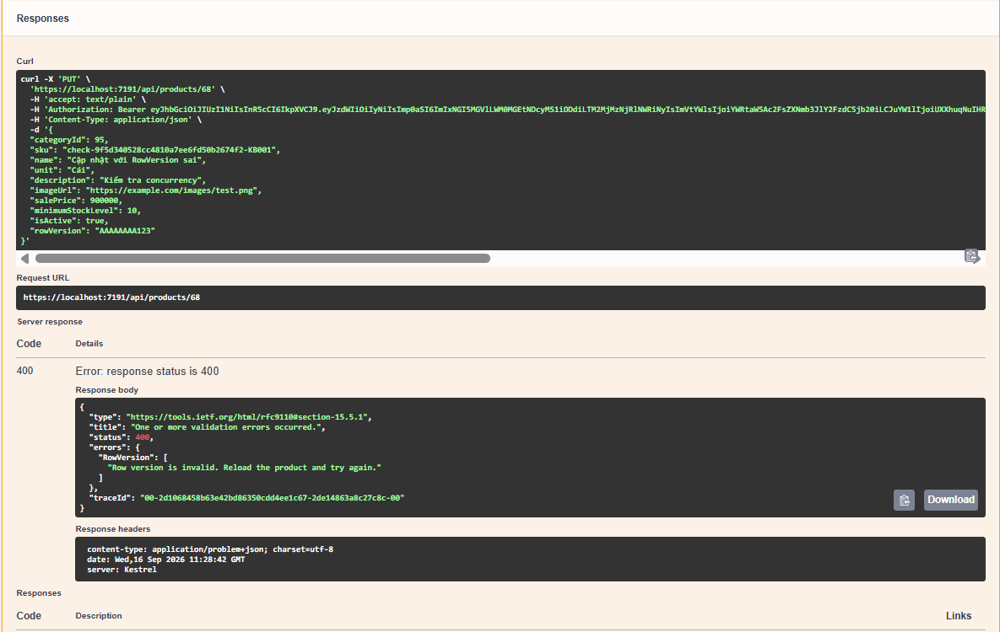 Responses
Curl
curl -X 'PUT' \
'https://localhost:7191/api/products/68' \
-H 'accept: text/plain' \
-H 'Authorization: Bearer
-H 'Content-Type: application/json' \
-d '{
"categoryId": 95,
"sku": "check-9f5d340528cc4810a7ee6fd50b2674f2-KB001",
"name": "Cập nhật với RowVersion sai",
"unit": "Cái",
"description": "Kiểm tra concurrency",
"imageUrl": "https://example.com/images/test.png",
"salePrice": 900000,
"minimumStockLevel": 10,
"isActive": true,
"rowVersion": "AAAAAAAA123"
}'
Request URL
https://localhost:7191/api/products/68
Server response
Code Details
400 Error: response status is 400
Response body
{
"type": "https://tools.ietf.org/html/rfc9110#section-15.5.1",
"title": "One or more validation errors occurred.",
"status": 400,
"errors": {
"RowVersion": [
"Row version is invalid. Reload the product and try again."
]
},
"traceId": "00-2d1068458b63e42bd86350cdd4ee1c67-2de14863a8c27c8c-00"
}
Download
Response headers
content-type: application/problem+json; charset=utf-8
date: Wed,16 Sep 2026 11:28:42 GMT
server: Kestrel
Responses
Code Description Links